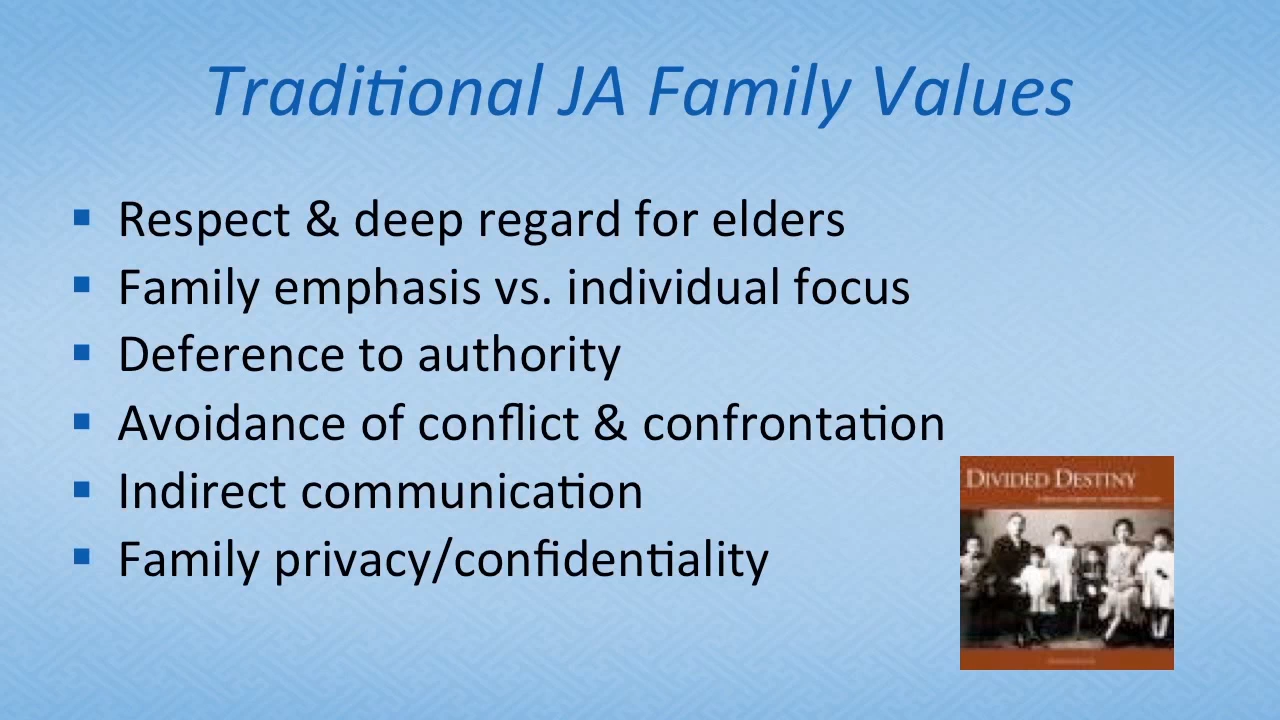 Traditional JA Family Values
Respect & deep regard for elders
Family emphasis vs. individual focus
Deference to authority
Avoidance of conflict & confrontation
Indirect communication
Family privacy/confidentiality
DIVIDED DESTINY